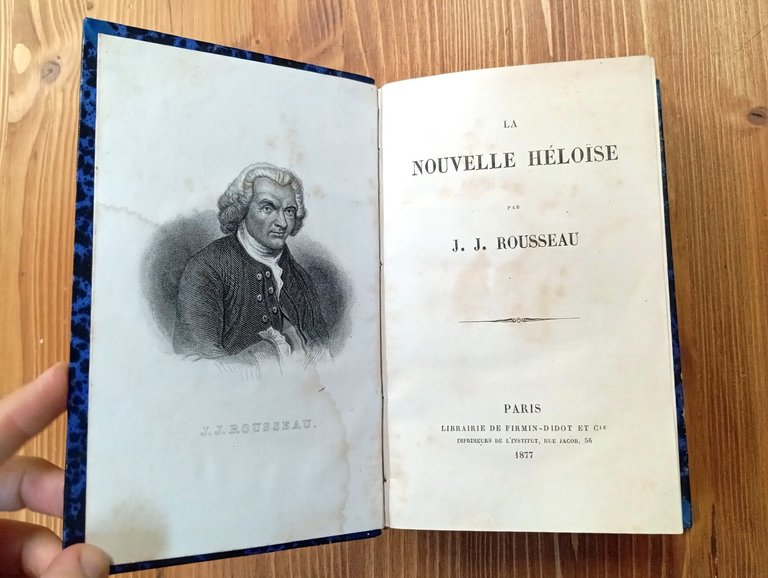 J. J. ROUSSEAU.
LA
NOUVELLE HÉLOÏSE
PAR
J. J. ROUSSEAU
PARIS
LIBRAIRIE DE FIRMIN-DIDOT ET Cie
IMPRIMEURS DE L'INSTITUT, RUE JACOB, 56
1877